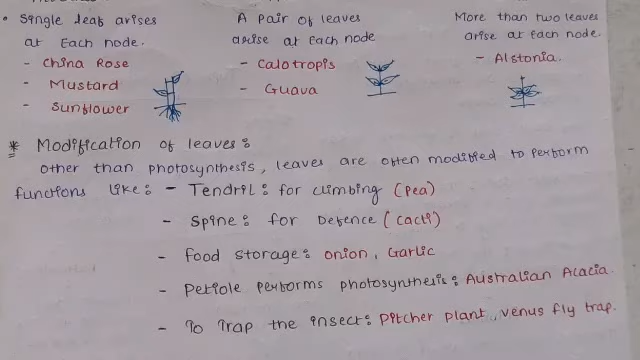 • Single leaf arises
at Each node.
- China Rose
- Mustard
- Sunflower
A pair of leaves
arise at Each node
- Calotropis
- Guava
More than two leaves
arise at each node.
- Alstonia.
* Modification of leaves:
other than photosynthesis, leaves are often modified to perform
functions like: - Tendril: for climbing (pea)
- Spine: for Defence (cacti)
- food storage: onion, Garlic
- Petiole performs photosynthesis: Australian Acacia.
- To Trap the insect: Pitcher plant, venus fly trap.